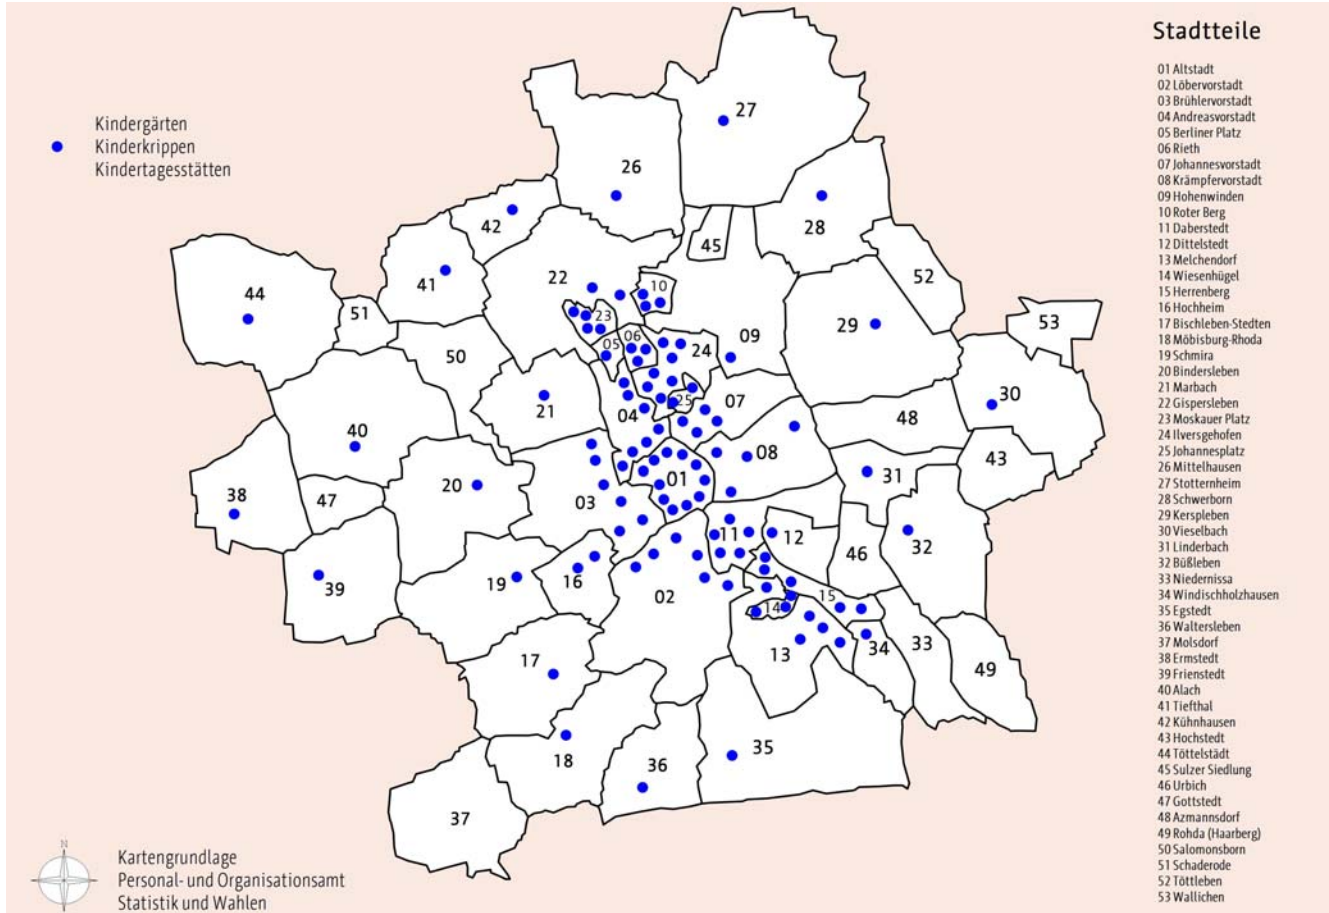 Stadtteile
01 Altstadt
02 Löbervorstadt
03 Brühlervorstadt
04 Andreasvorstadt
05 Berliner Platz
06 Rieth
07 Johannesvorstadt
08 Krämpfervorstadt
09 Hohenwinden
10 Roter Berg
11 Daberstedt
12 Dittelstedt
13 Melchendorf
14 Wiesenhügel
15 Herrenberg
16 Hochheim
17 Bischleben-Stedten
18 Möbisburg-Rhoda
19 Schmira
20 Bindersleben
21 Marbach
22 Gispersleben
23 Moskauer Platz
24 Ilversgehofen
25 Johannesplatz
26 Mittelhausen
27 Stotternheim
28 Schwerborn
29 Kerspleben
30 Vieselbach
31 Linderbach
32 Büßleben
33 Niedernissa
34 Windischholzhausen
35 Egstedt
36 Waltersleben
37 Molsdorf
38 Ermstedt
39 Frienstedt
40 Alach
41 Tiefthal
42 Kühnhausen
43 Hochstedt
44 Töttelstädt
45 Sulzer Siedlung
46 Urbich
47 Gottstedt
48 Azmannsdorf
49 Rohda (Haarberg)
50 Salomonsborn
51 Schaderode
52 Töttleben
53 Wallichen
Kindergärten
Kinderkrippen
Kindertagesstätten
27
26
42
28
45
41
22
52
10
44
51
23
53
29
06
09
05
24
50
30
21
25
07
04
48
40
08
43
01
31
20
38
47
03
11
12
32
46
16
19
39
02
15
14
33
34
13
17
49
35
18
36
37
N
Kartengrundlage
Personal- und Organisationsamt
Statistik und Wahlen